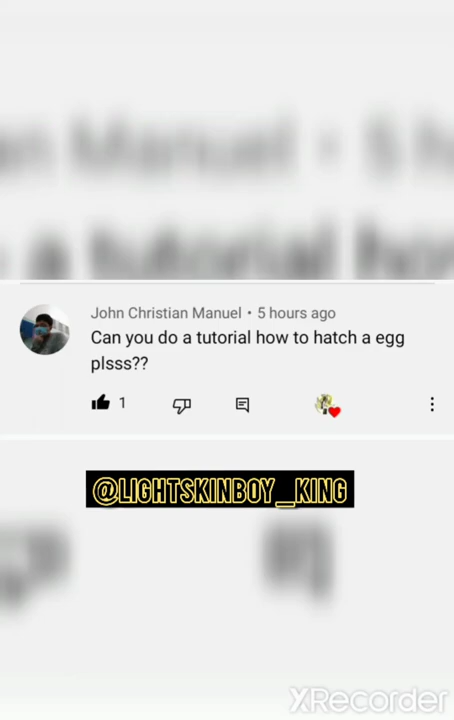 John Christian Manuel • 5 hours ago
Can you do a tutorial how to hatch a egg
plsss??
1
@LIGHTSKINBOY_KING
XRecorder